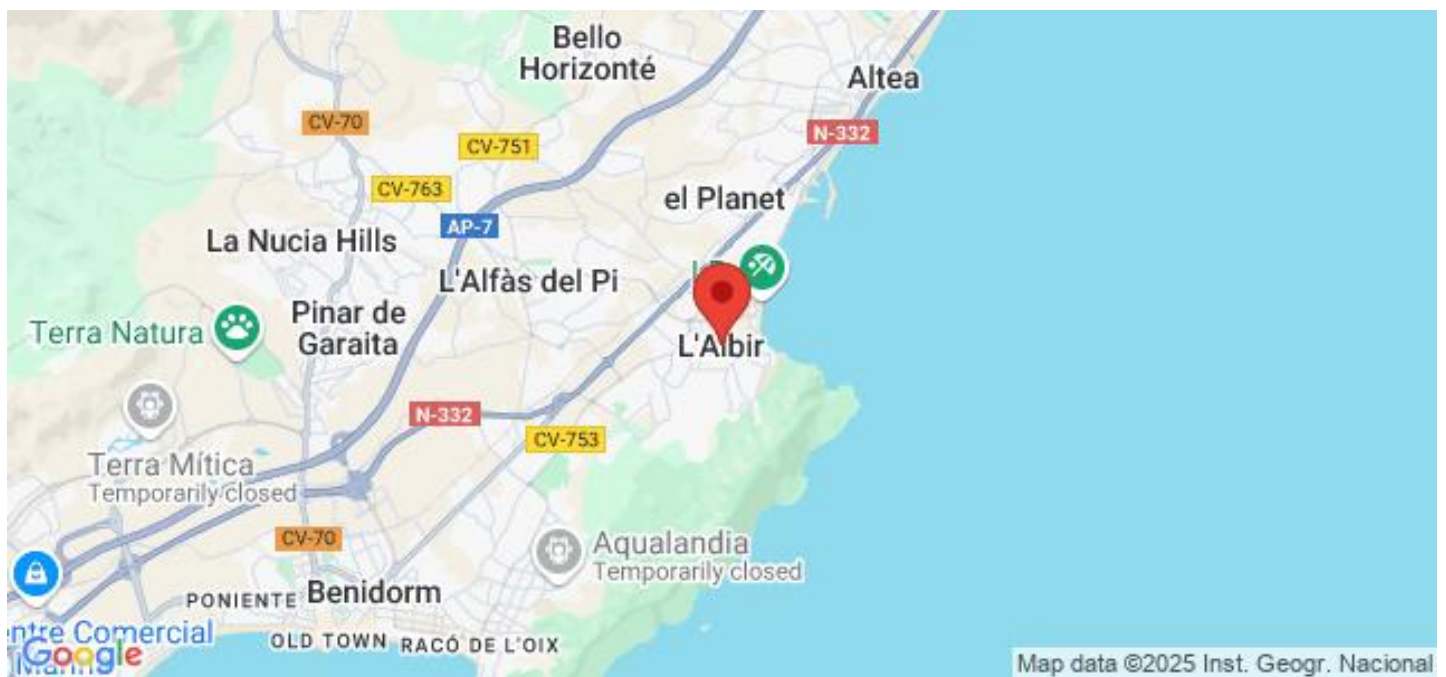 Bello
Horizonté
Altea
CV-70
N-332
CV-751
CV-763
el Planet
AP-7
La Nucia Hills
L'Alfàs del Pi
Pinar de
Garaita
Terra Natura
L'Albir
N-332
CV-753
Terra Mítica
Temporarily closed
CV-70
Aqualandia
Temporarily closed
Benidorm
PONIENTE
OLD TOWN
RACÓ DE L'OIX
ntre Comercial
Google
Map data ©2025 Inst. Geogr. Nacional